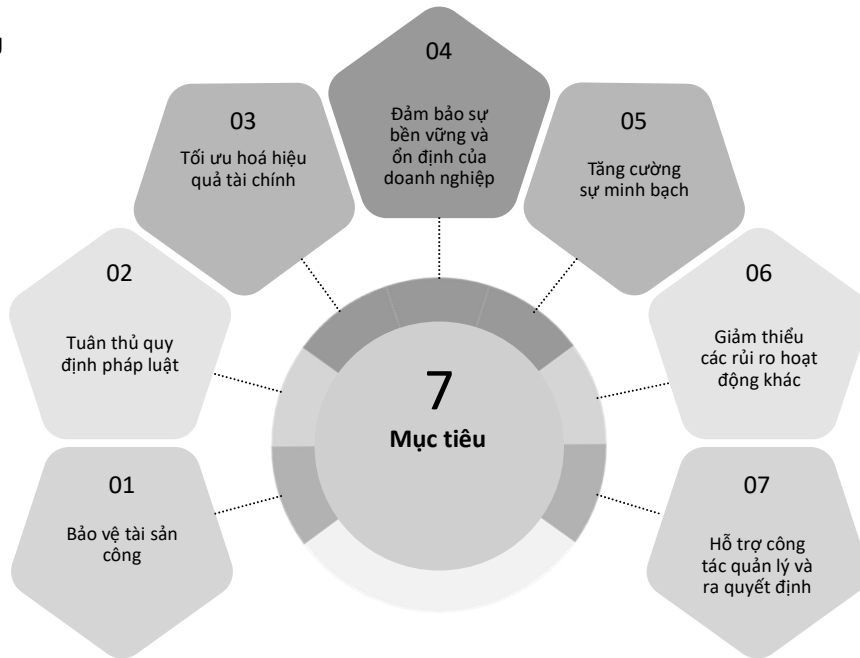 04
Đảm bảo sự
bền vững và
ổn định của
doanh nghiệp
03
Tối ưu hoá hiệu
quả tài chính
05
Tăng cường
sự minh bạch
02
Tuân thủ quy
định pháp luật
06
Giảm thiểu
các rủi ro hoạt
động khác
7
Mục tiêu
01
Bảo vệ tài sản
công
07
Hỗ trợ công
tác quản lý và
ra quyết định